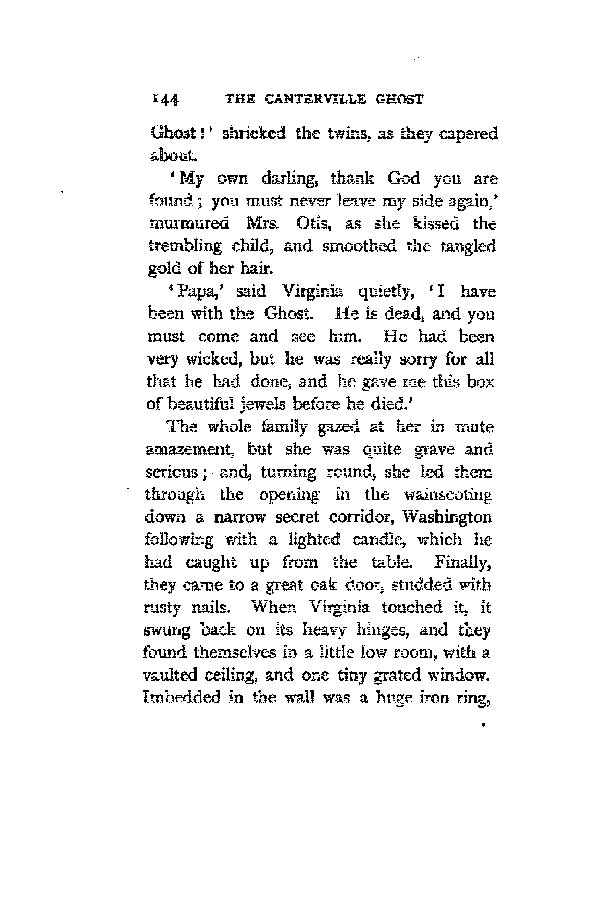 144 THE CANTERVILLE GHOST
Ghost!' shrieked the twins, as they capered
about.
'My own darling, thank God you are
found; you must never leave my side again,'
murmured Mrs. Otis, as she kissed the
trembling child, and smoothed the tangled
gold of her hair.
'Papa,' said Virginia quietly, 'I have
been with the Ghost. He is dead, and you
must come and see him. He had been
very wicked, but he was really sorry for all
that he had done, and he gave me this box
of beautiful jewels before he died.'
The whole family gazed at her in mute
amazement, but she was quite grave and
serious; and, turning round, she led them
through the opening in the wainscoting
down a narrow secret corridor, Washington
following with a lighted candle, which he
had caught up from the table. Finally,
they came to a great oak door, studded with
rusty nails. When Virginia touched it, it
swung back on its heavy hinges, and they
found themselves in a little low room, with a
vaulted ceiling, and one tiny grated window.
Imbedded in the wall was a huge iron ring,